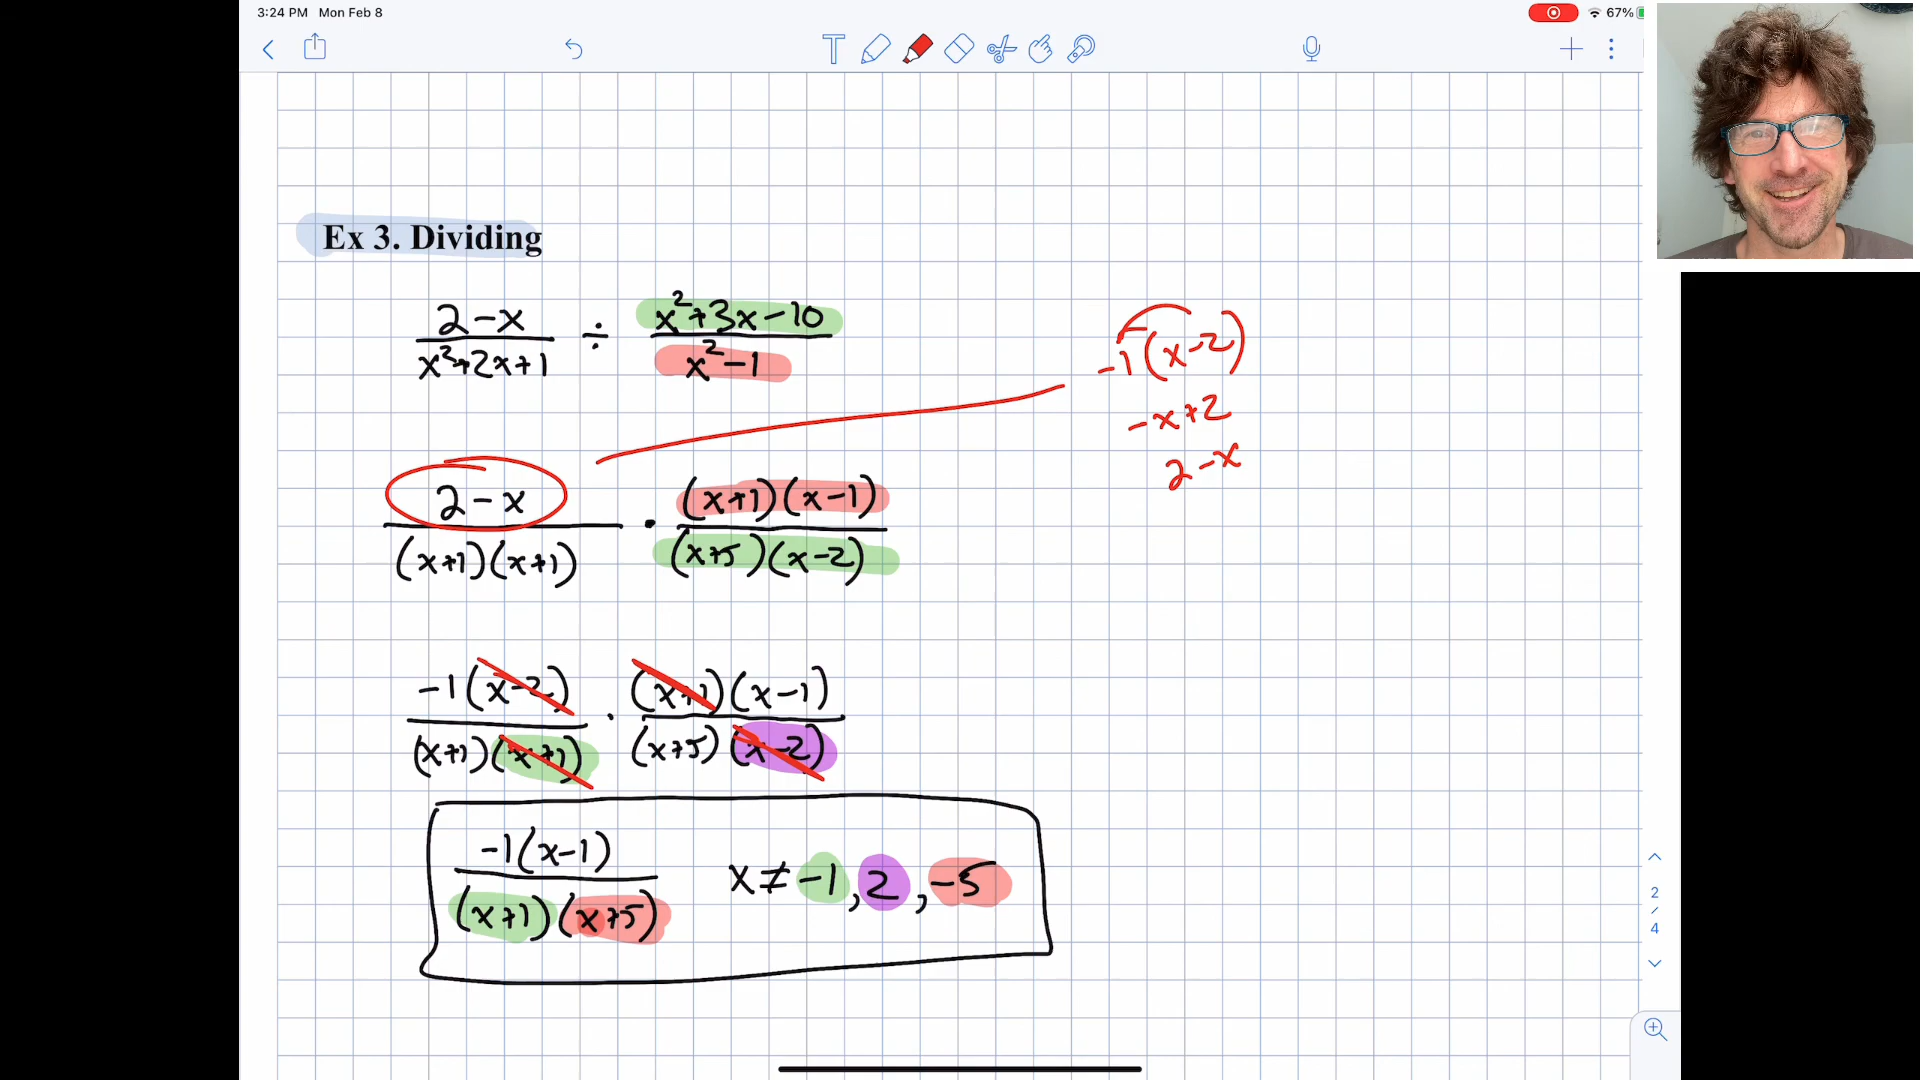 3:24 PM Mon Feb 8
67%
T
Ex 3. Dividing
2-x / x²+2x+1 ÷ x²+3x-10 / x²-1
-1(x-2)
-x+2
2-x
2-x / (x+1)(x+1) · (x+1)(x-1) / (x+5)(x-2)
-1(x-2) / (x+1)(x+1) · (x+1)(x-1) / (x+5)(x-2)
-1(x-1) / (x+1)(x+5) x≠-1, 2, -5
2
/
4